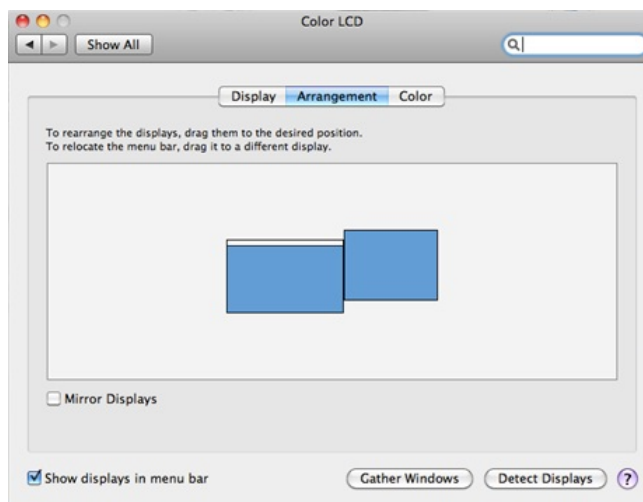 Color LCD
Show All
Display Arrangement Color
To rearrange the displays, drag them to the desired position.
To relocate the menu bar, drag it to a different display.
Mirror Displays
Show displays in menu bar Gather Windows Detect Displays ?